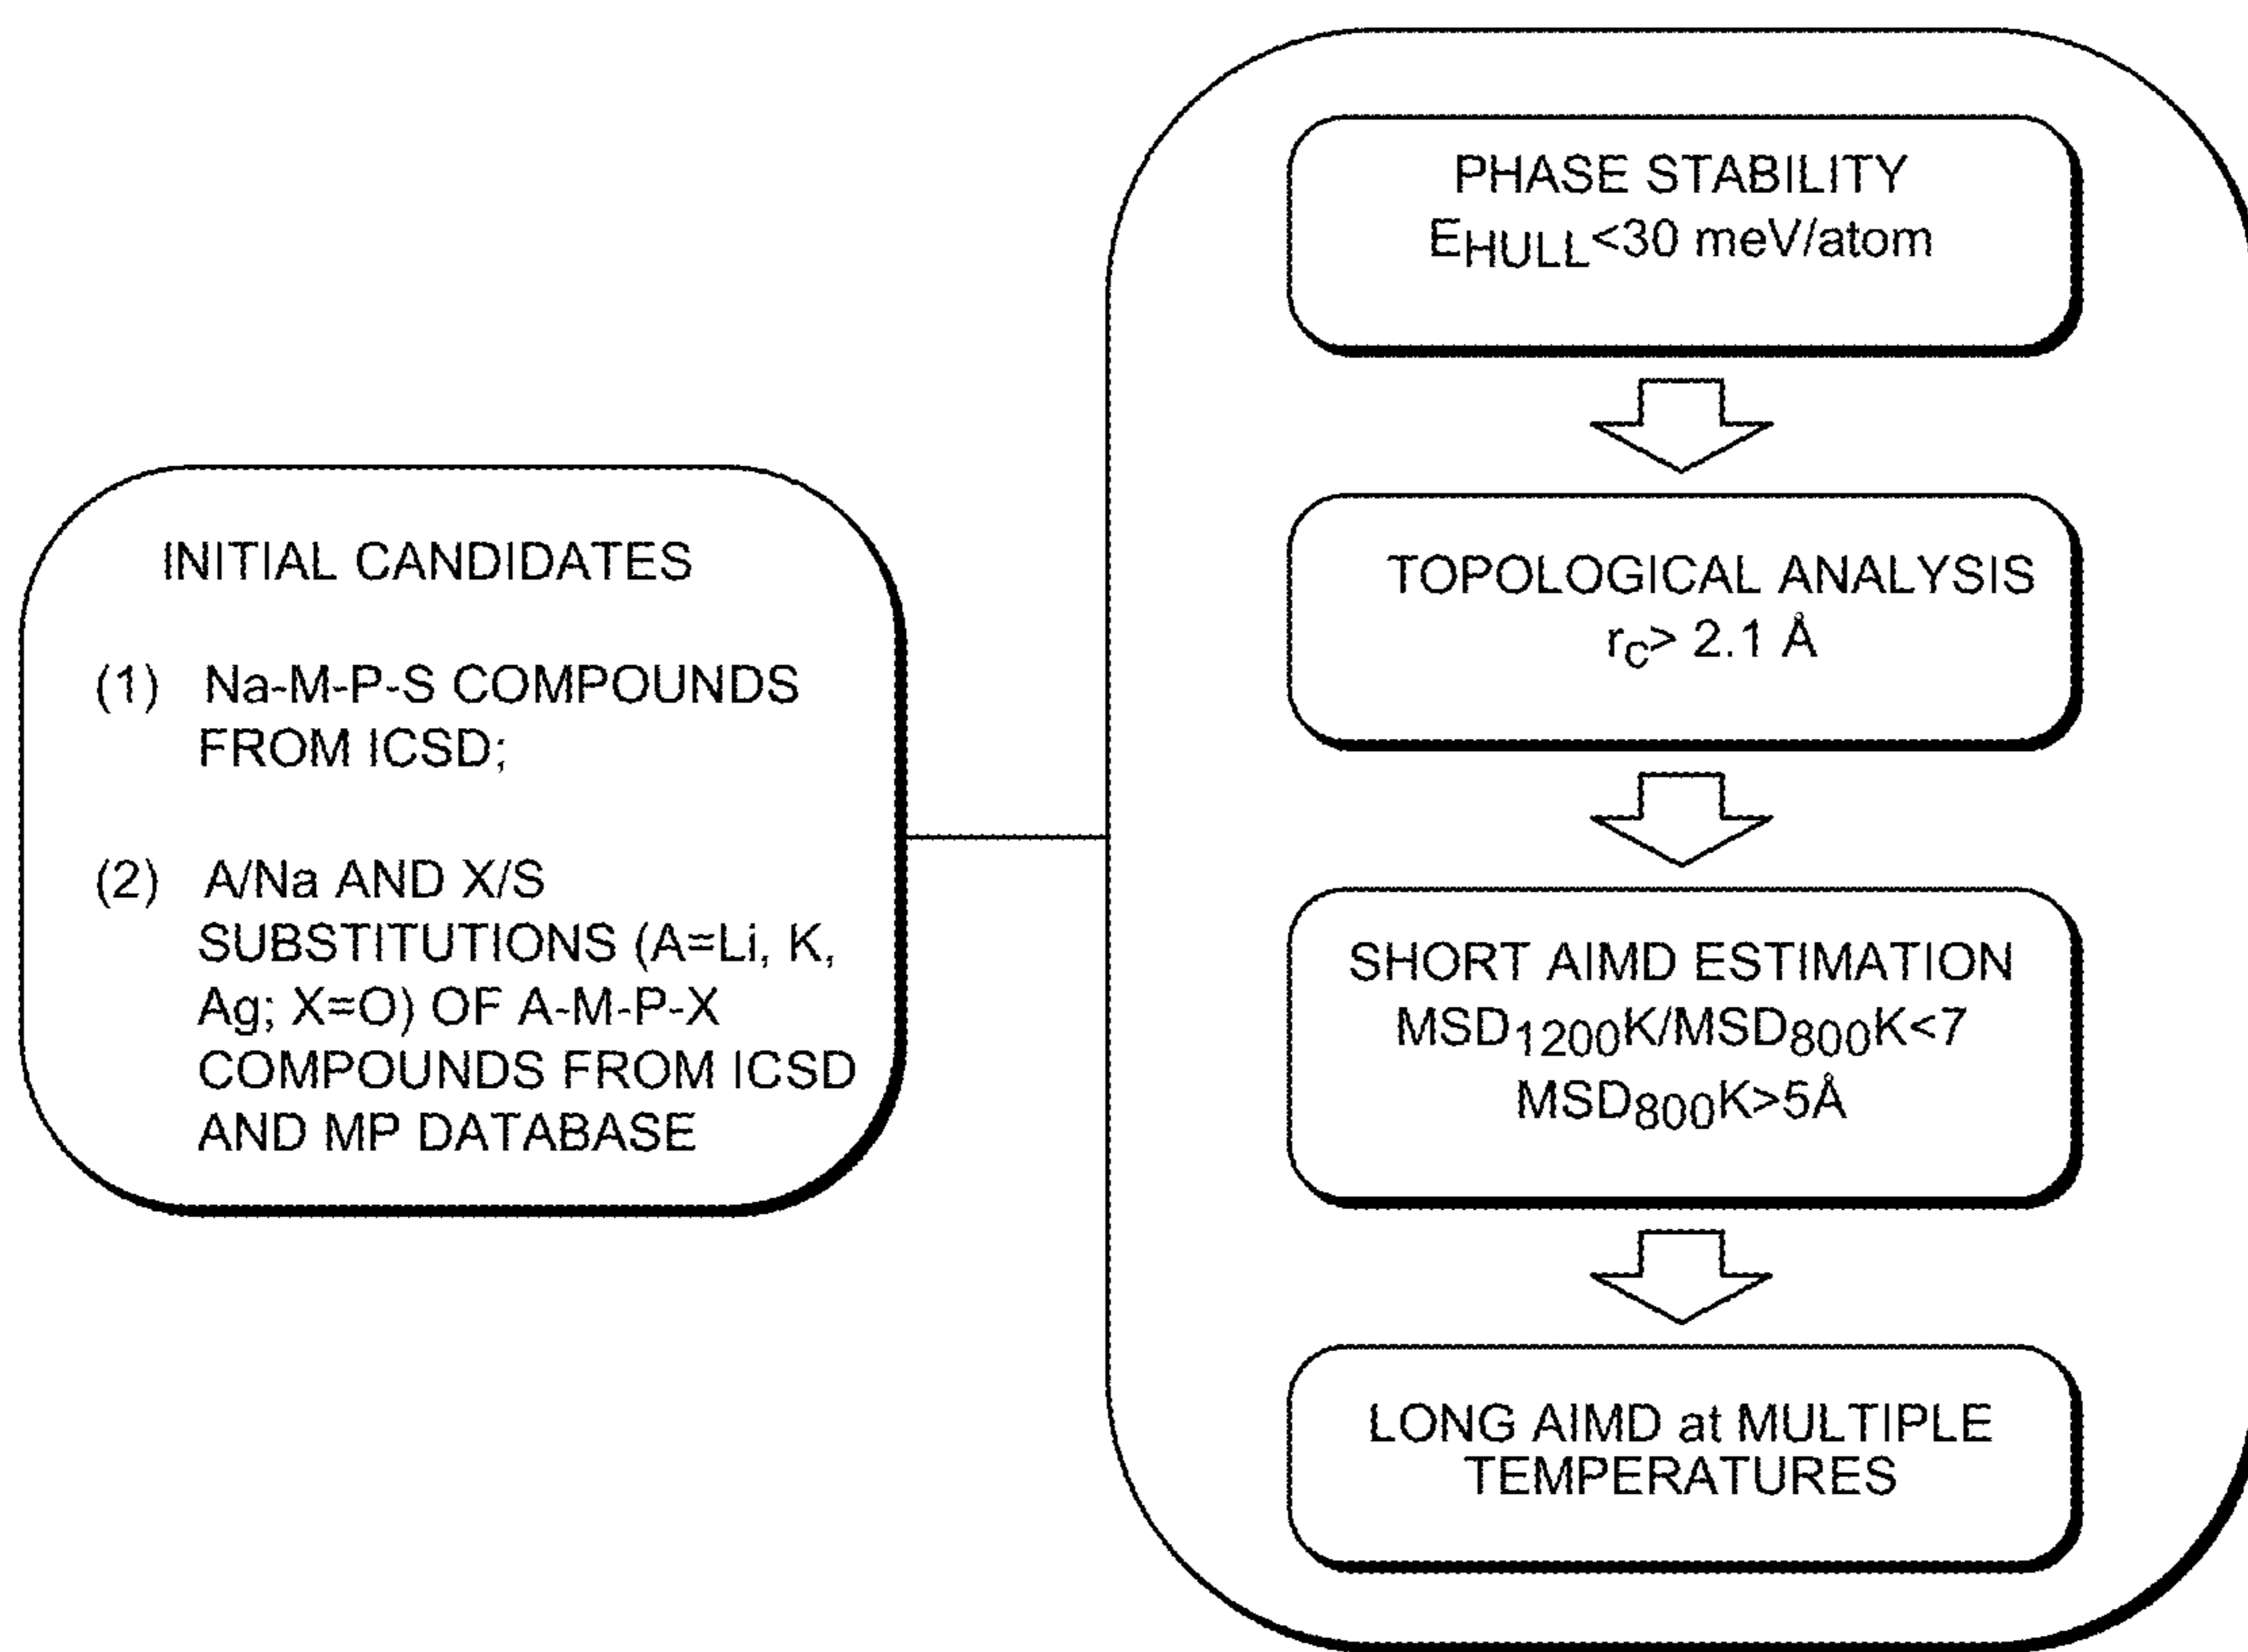 INITIAL CANDIDATES
(1) Na-M-P-S COMPOUNDS
FROM ICSD;
(2) A/Na AND X/S
SUBSTITUTIONS (A=Li, K,
Ag; X=O) OF A-M-P-X
COMPOUNDS FROM ICSD
AND MP DATABASE
PHASE STABILITY
EHULL<30 meV/atom
TOPOLOGICAL ANALYSIS
rC> 2.1 Å
SHORT AIMD ESTIMATION
MSD1200K/MSD800K<7
MSD800K>5Å
LONG AIMD at MULTIPLE
TEMPERATURES